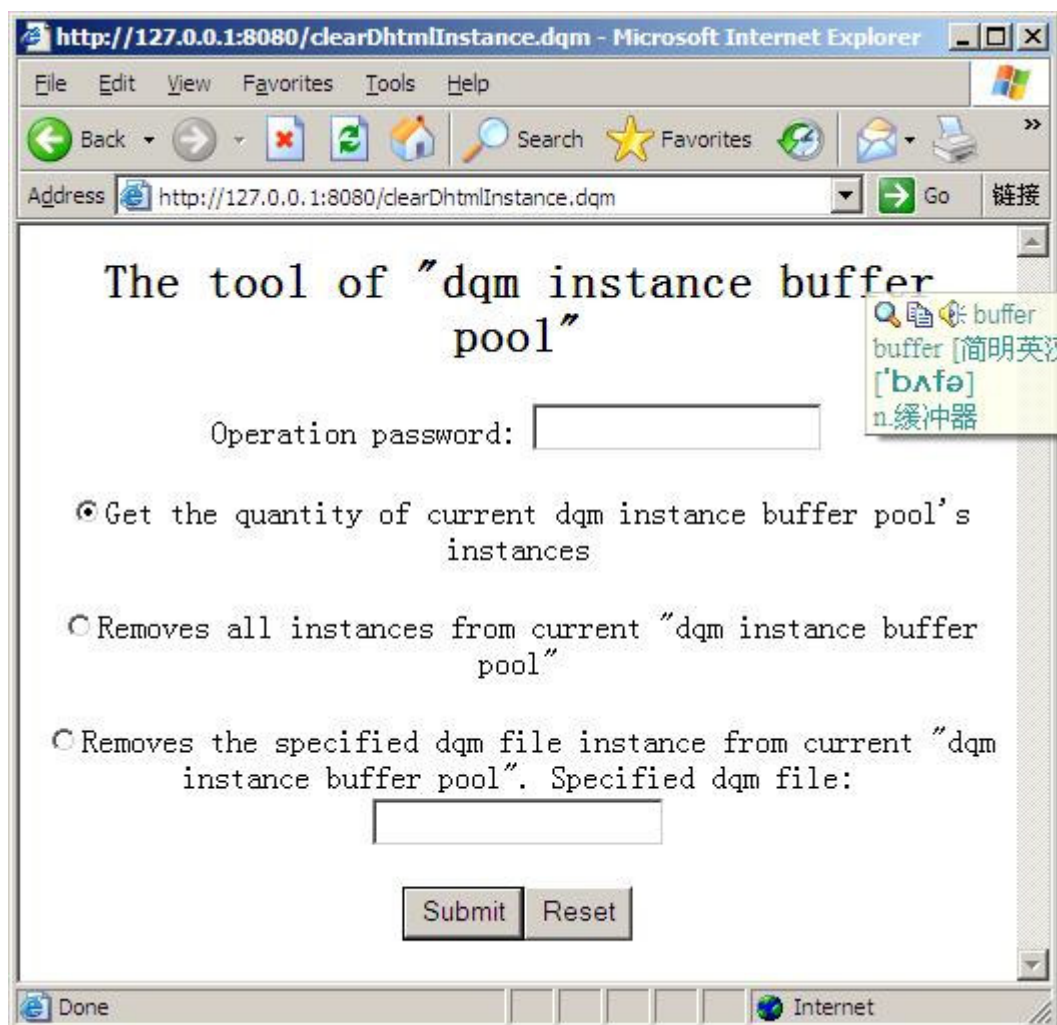 http://127.0.0.1:8080/clearDhtmlInstance.dqm - Microsoft Internet Explorer
File Edit View Favorites Tools Help
Back Search Favorites »
Address http://127.0.0.1:8080/clearDhtmlInstance.dqm Go 链接
The tool of "dqm instance buffer
pool"
buffer
buffer [简明英汉
['bʌfə]
n.缓冲器
Operation password:
Get the quantity of current dqm instance buffer pool's
instances
Removes all instances from current "dqm instance buffer
pool"
Removes the specified dqm file instance from current "dqm
instance buffer pool". Specified dqm file:
Submit Reset
Done Internet